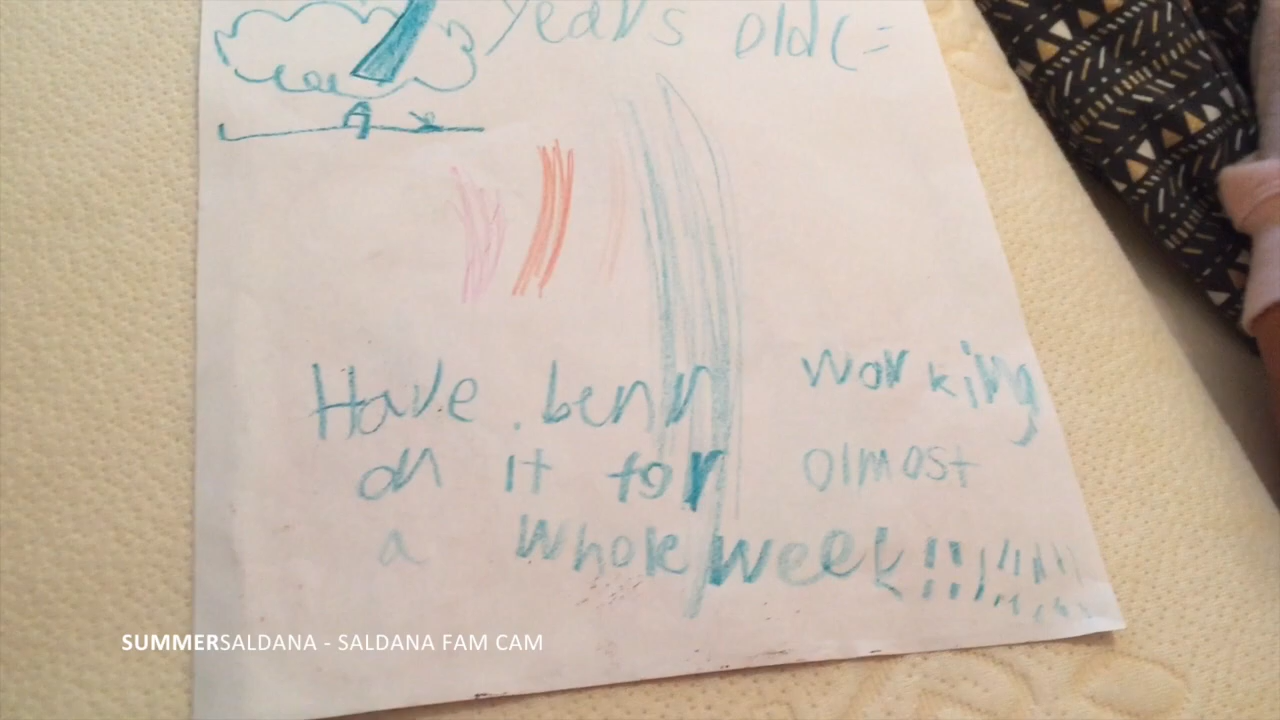 years old (=
Have. benn working
on it for olmost
a whole week!!!!!!!!
SUMMERSALDANA - SALDANA FAM CAM